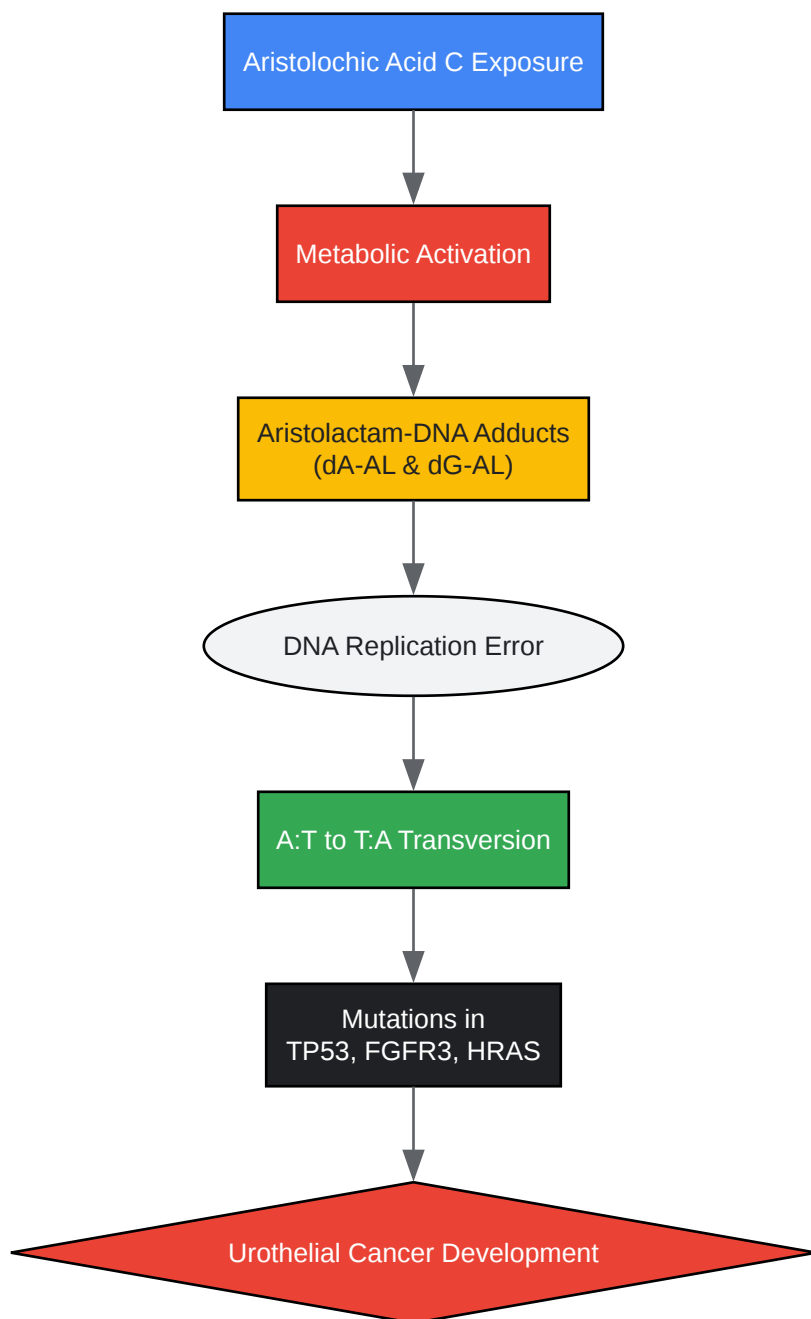 Aristolochic Acid C Exposure
Metabolic Activation
Aristolactam-DNA Adducts
(dA-AL & dG-AL)
DNA Replication Error
A:T to T:A Transversion
Mutations in
TP53, FGFR3, HRAS
Urothelial Cancer Development